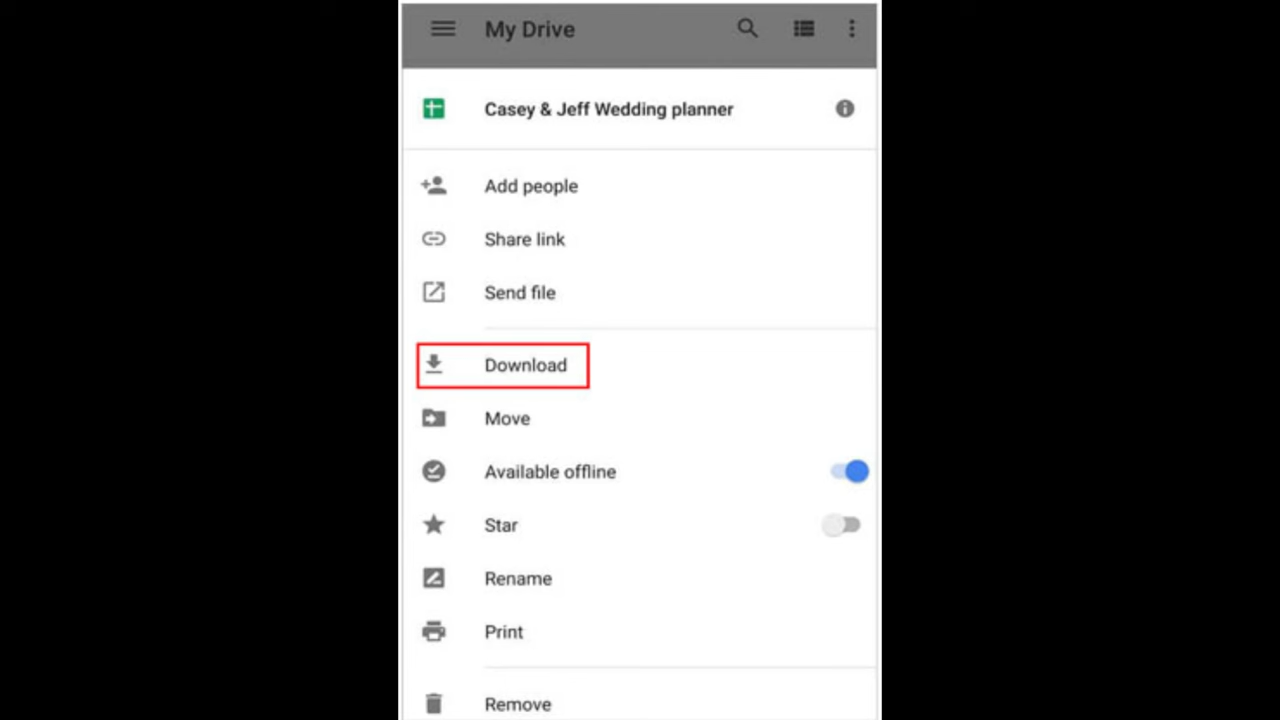 My Drive
Casey & Jeff Wedding planner
Add people
Share link
Send file
Download
Move
Available offline
Star
Rename
Print
Remove